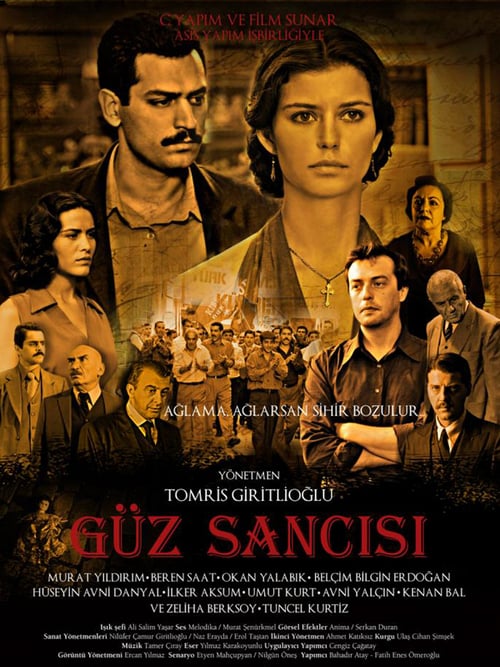 C YAPIM VE FİLM SUNAR
ASİS YAPIM İŞBİRLİĞİYLE
TÜRK
AĞLAMA, AĞLARSAN SİHİR BOZULUR...
YÖNETMEN
TOMRİS GİRİTLİOĞLU
GÜZ SANCISI
MURAT YILDIRIM • BEREN SAAT • OKAN YALABIK • BELÇİM BİLGİN ERDOĞAN
HÜSEYİN AVNİ DANYAL • İLKER AKSUM • UMUT KURT • AVNİ YALÇIN • KENAN BAL
VE ZELİHA BERKSOY • TUNCEL KURTİZ
Işık şefi Ali Salim Yaşar Ses Melodika / Murat Şenürkmel Görsel Efektler Anima / Serkan Duran
Sanat Yönetmenleri Nilüfer Çamur Giritlioğlu / Naz Erayda / Erol Taştan İkinci Yönetmen Ahmet Katıksız Kurgu Ulaş Cihan Şimşek
Müzik Tamer Çıray Eser Yılmaz Karakoyunlu Uygulayıcı Yapımcı Cengiz Çağatay
Görüntü Yönetmeni Ercan Yılmaz Senaryo Etyen Mahçupyan / Nilgün Öneş Yapımcı Bahadır Atay - Fatih Enes Ömeroğlu